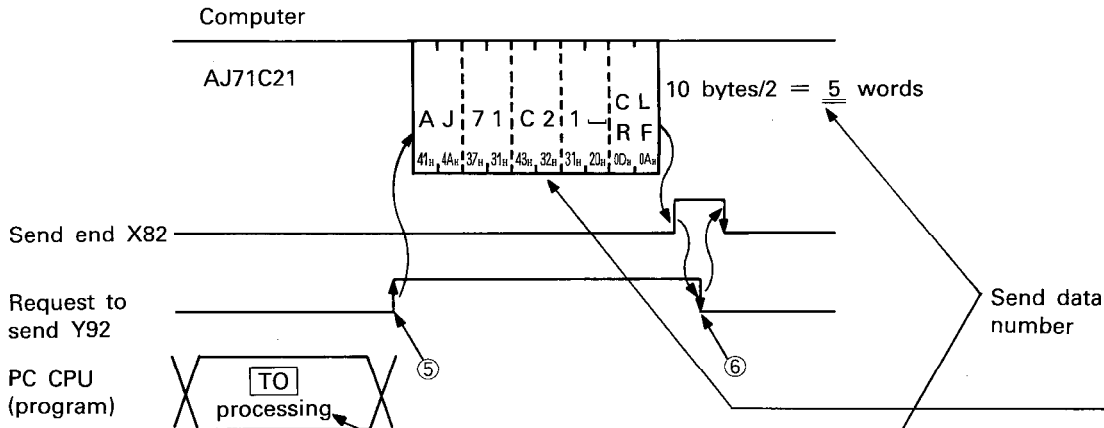 Computer
AJ71C21
A J 7 1 C 2 1 ⎵ CR LF
41H 4AH 37H 31H 43H 32H 31H 20H 0DH 0AH
10 bytes/2 = 5 words
Send end X82
Request to
send Y92
Send data
number
⑤
⑥
PC CPU
(program)
TO
processing